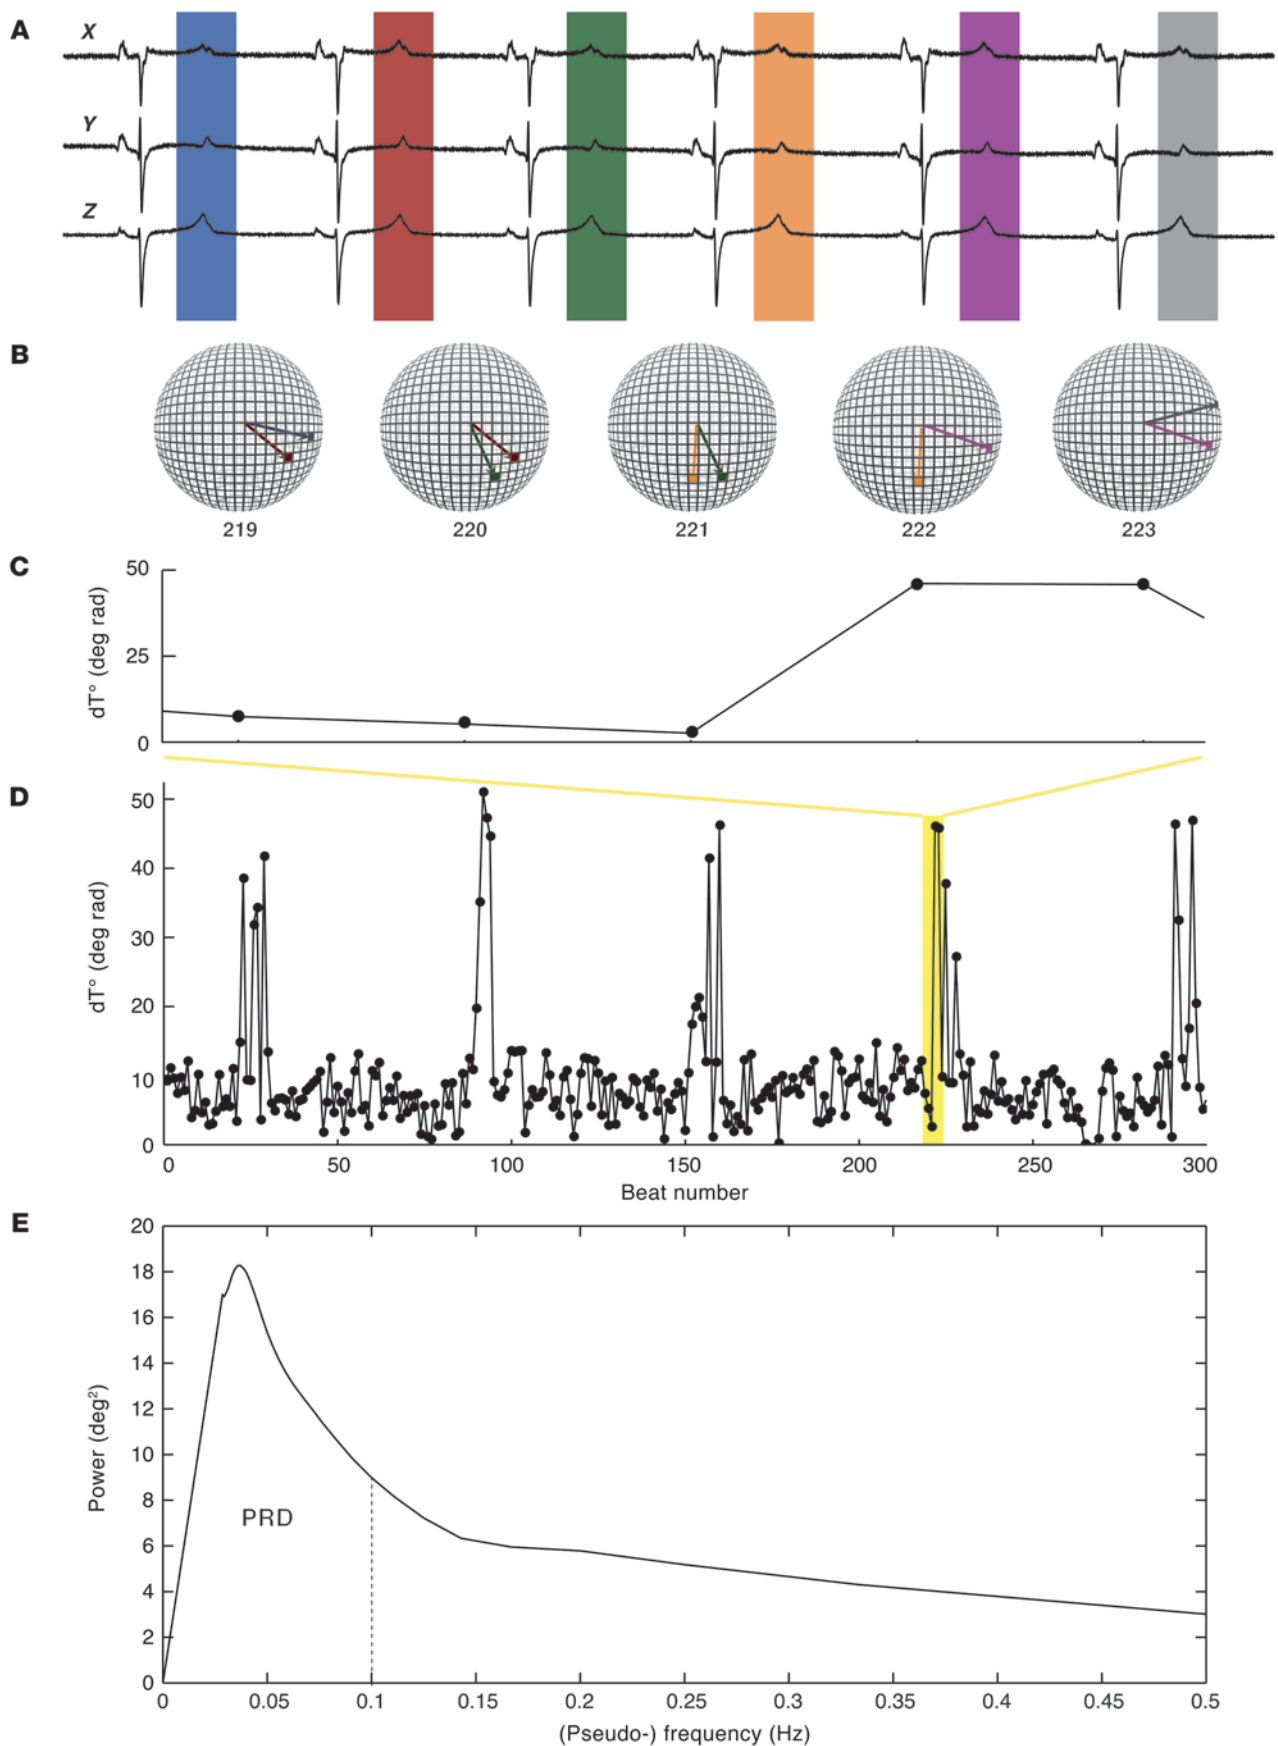 A
X
Y
Z
B
219 220 221 222 223
C
50
25
0
dT° (deg rad)
D
50
40
30
20
10
0
dT° (deg rad)
0 50 100 150 200 250 300
Beat number
E
20
18
16
14
12
10
8
6
4
2
0
Power (deg²)
PRD
0 0.05 0.1 0.15 0.2 0.25 0.3 0.35 0.4 0.45 0.5
(Pseudo-) frequency (Hz)